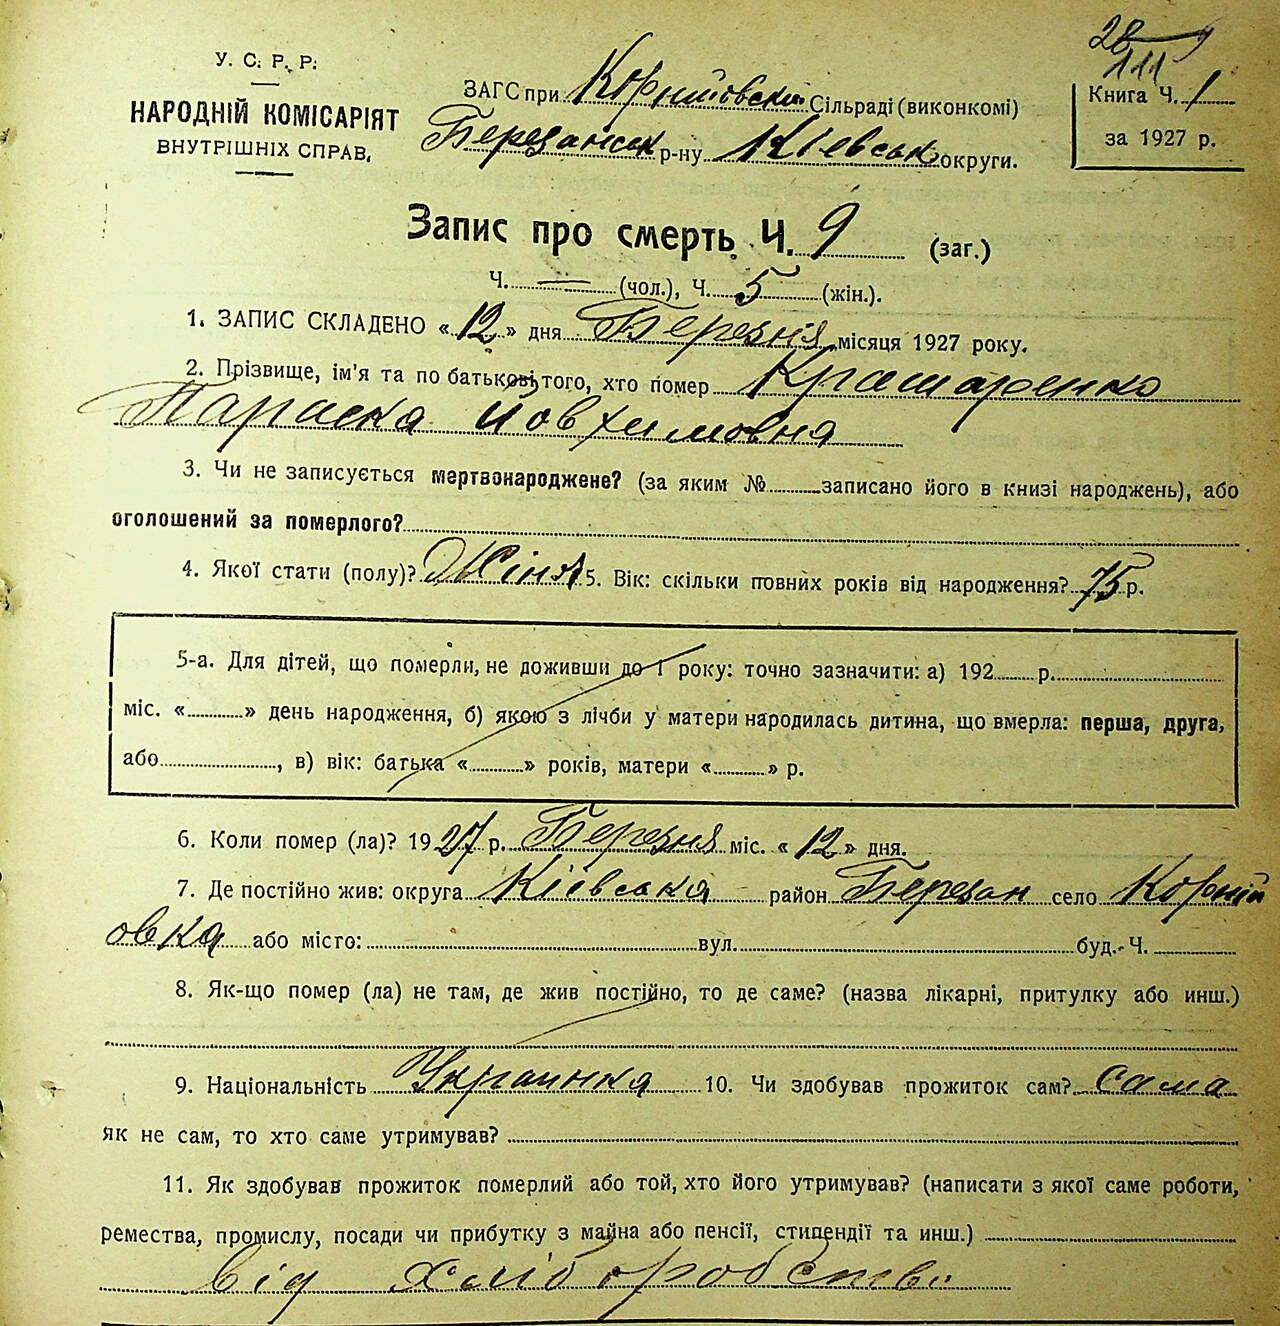 28/III
У. С. Р. Р.
НАРОДНІЙ КОМІСАРІЯТ
ВНУТРІШНІХ СПРАВ.
ЗАГС при Корнїовской Сільраді (виконкомі)
Березанськ р-ну Кіевськ округи.
Книга Ч. 1
за 1927 р.
Запис про смерть Ч. 9 (заг.)
Ч. — (чол.), Ч. 5 (жін.).
1. ЗАПИС СКЛАДЕНО « 12 » дня Березня місяця 1927 року.
2. Прізвище, ім'я та по батькові того, хто помер Крашаренко
Параска Йовхимовна
3. Чи не записується мертвонароджене? (за яким № записано його в книзі народжень), або
оголошений за померлого?
4. Якої стати (полу)? Жіноч 5. Вік: скільки повних років від народження? 75 р.
5-а. Для дітей, що померли, не доживши до 1 року: точно зазначити: а) 192 р.
міс. « » день народження, б) якою з лічби у матери народилась дитина, що вмерла: перша, друга,
або , в) вік: батька « » років, матери « » р.
6. Коли помер (ла)? 1927 р. Березня міс. « 12 » дня.
7. Де постійно жив: округа Кіевська район Березан село Корній
овка або місто: вул. буд. Ч.
8. Як-що помер (ла) не там, де жив постійно, то де саме? (назва лікарні, притулку або инш.)
9. Національність Украинка 10. Чи здобував прожиток сам? сама
як не сам, то хто саме утримував?
11. Як здобував прожиток померлий або той, хто його утримував? (написати з якої саме роботи,
ремества, промислу, посади чи прибутку з майна або пенсії, стипендії та инш.)
від хліборобства